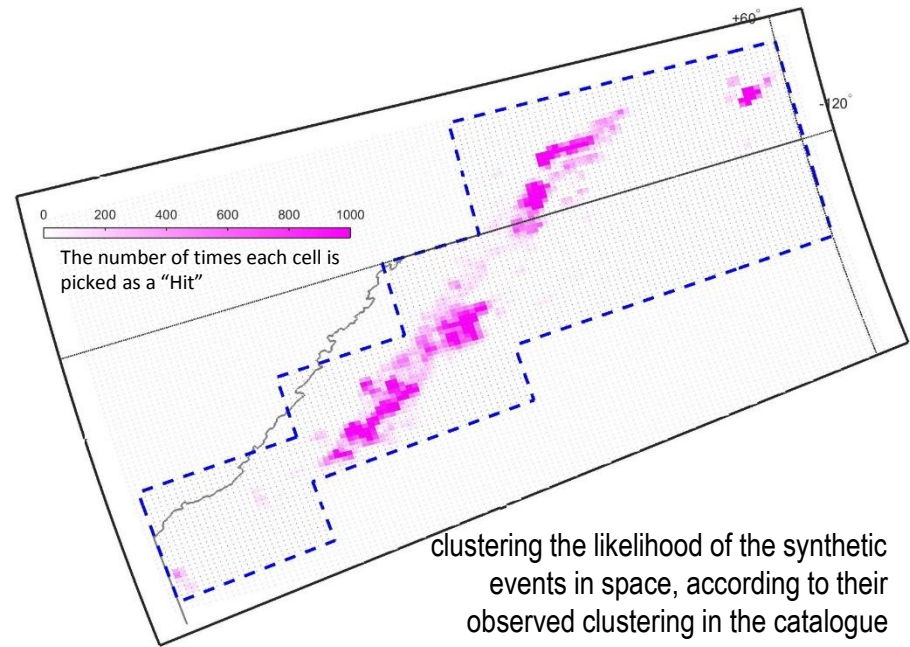 +60°
-120°
0 200 400 600 800 1000
The number of times each cell is
picked as a “Hit”
clustering the likelihood of the synthetic
events in space, according to their
observed clustering in the catalogue